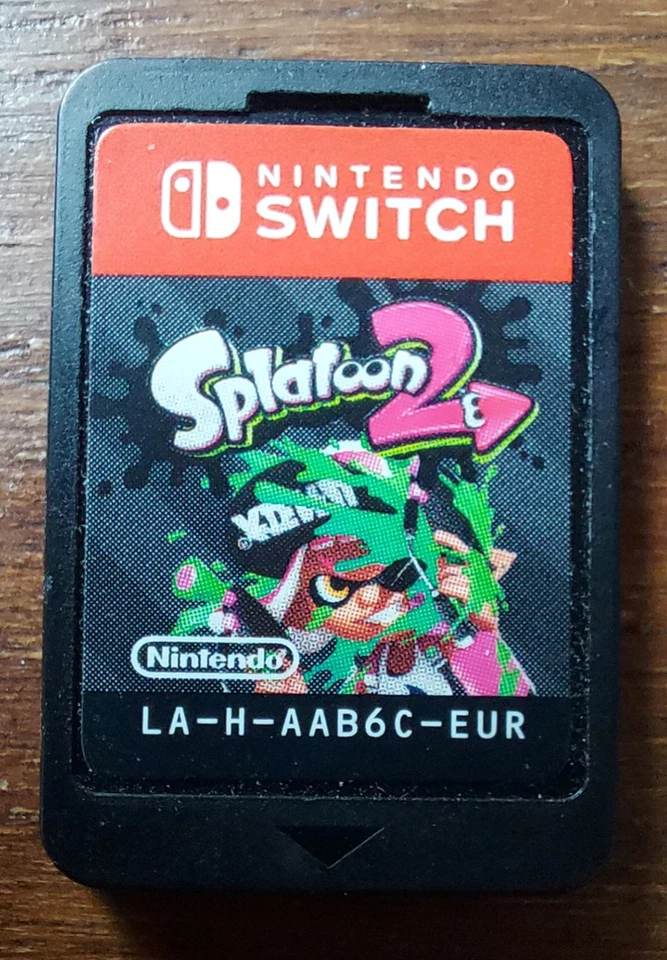 NINTENDO
SWITCH
Splatoon 2
Nintendo
LA-H-AAB6C-EUR